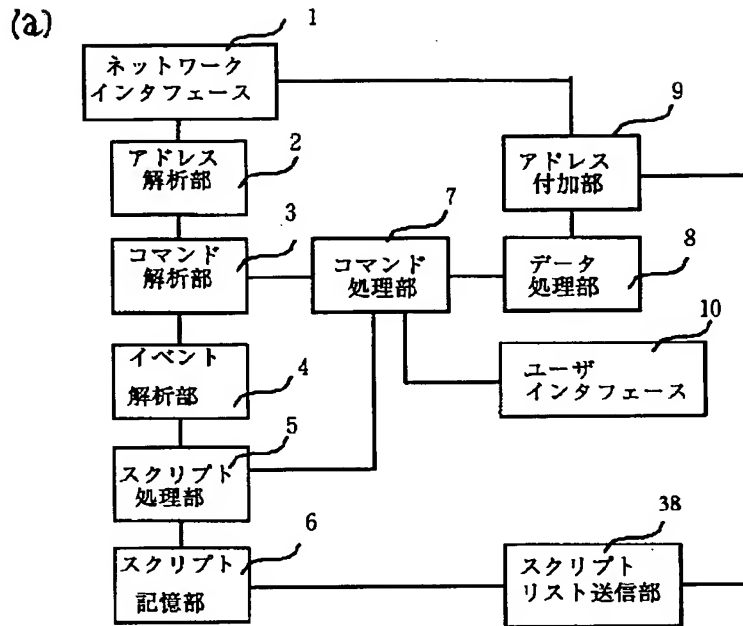 (a)
1
ネットワーク
インタフェース
9
2
アドレス
解析部
アドレス
付加部
3
7
コマンド
解析部
コマンド
処理部
データ
処理部
8
10
イベント
解析部
4
ユーザ
インタフェース
5
スクリプト
処理部
38
6
スクリプト
記憶部
スクリプト
リスト送信部